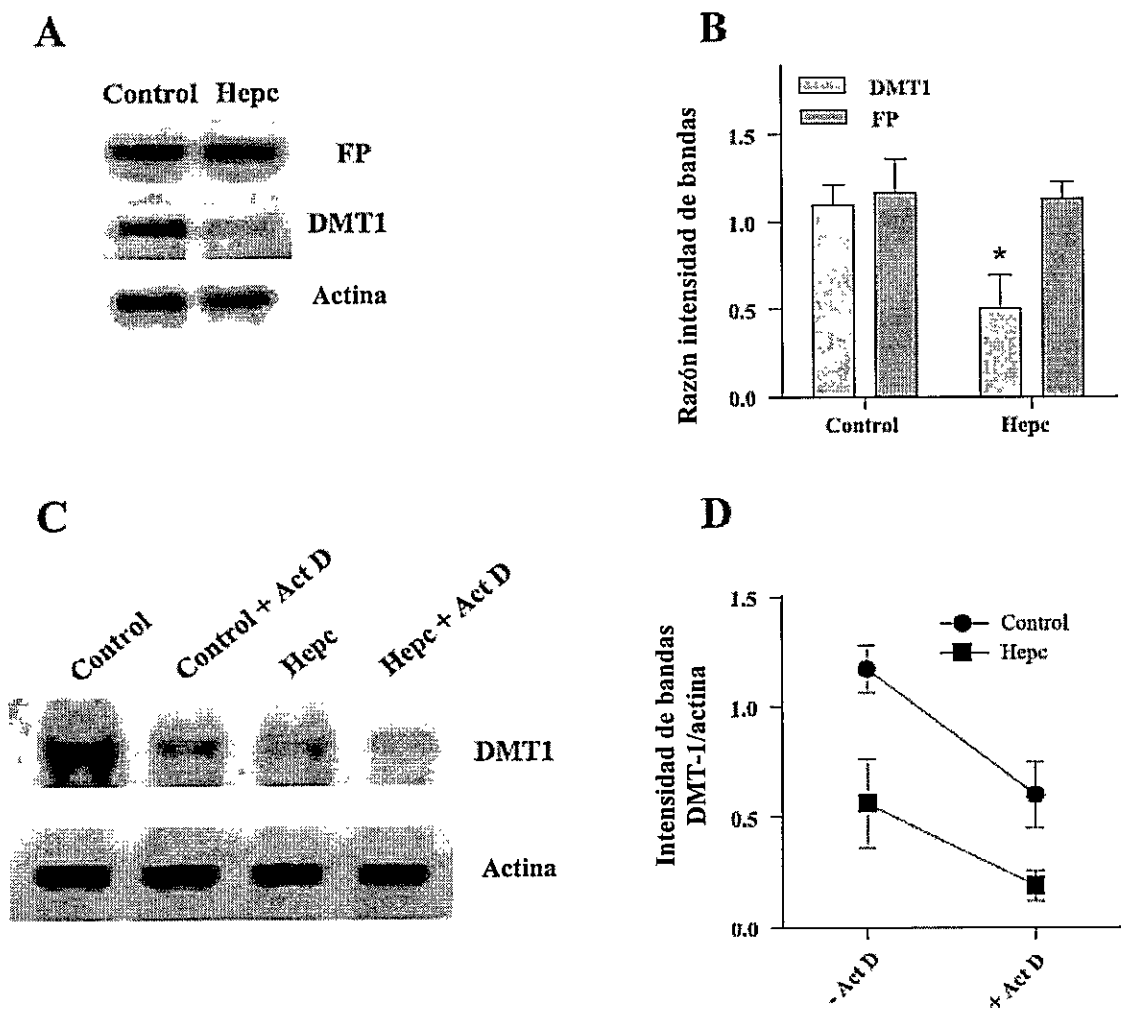 A
Control Hepc
FP
DMT1
Actina
B
DMT1
FP
Razón intensidad de bandas
1.5
1.0
0.5
0.0
Control Hepc
*
C
Control
Control + Act D
Hepc
Hepc + Act D
DMT1
Actina
D
Control
Hepc
Intensidad de bandas
DMT-1/actina
1.5
1.0
0.5
0.0
- Act D
+ Act D